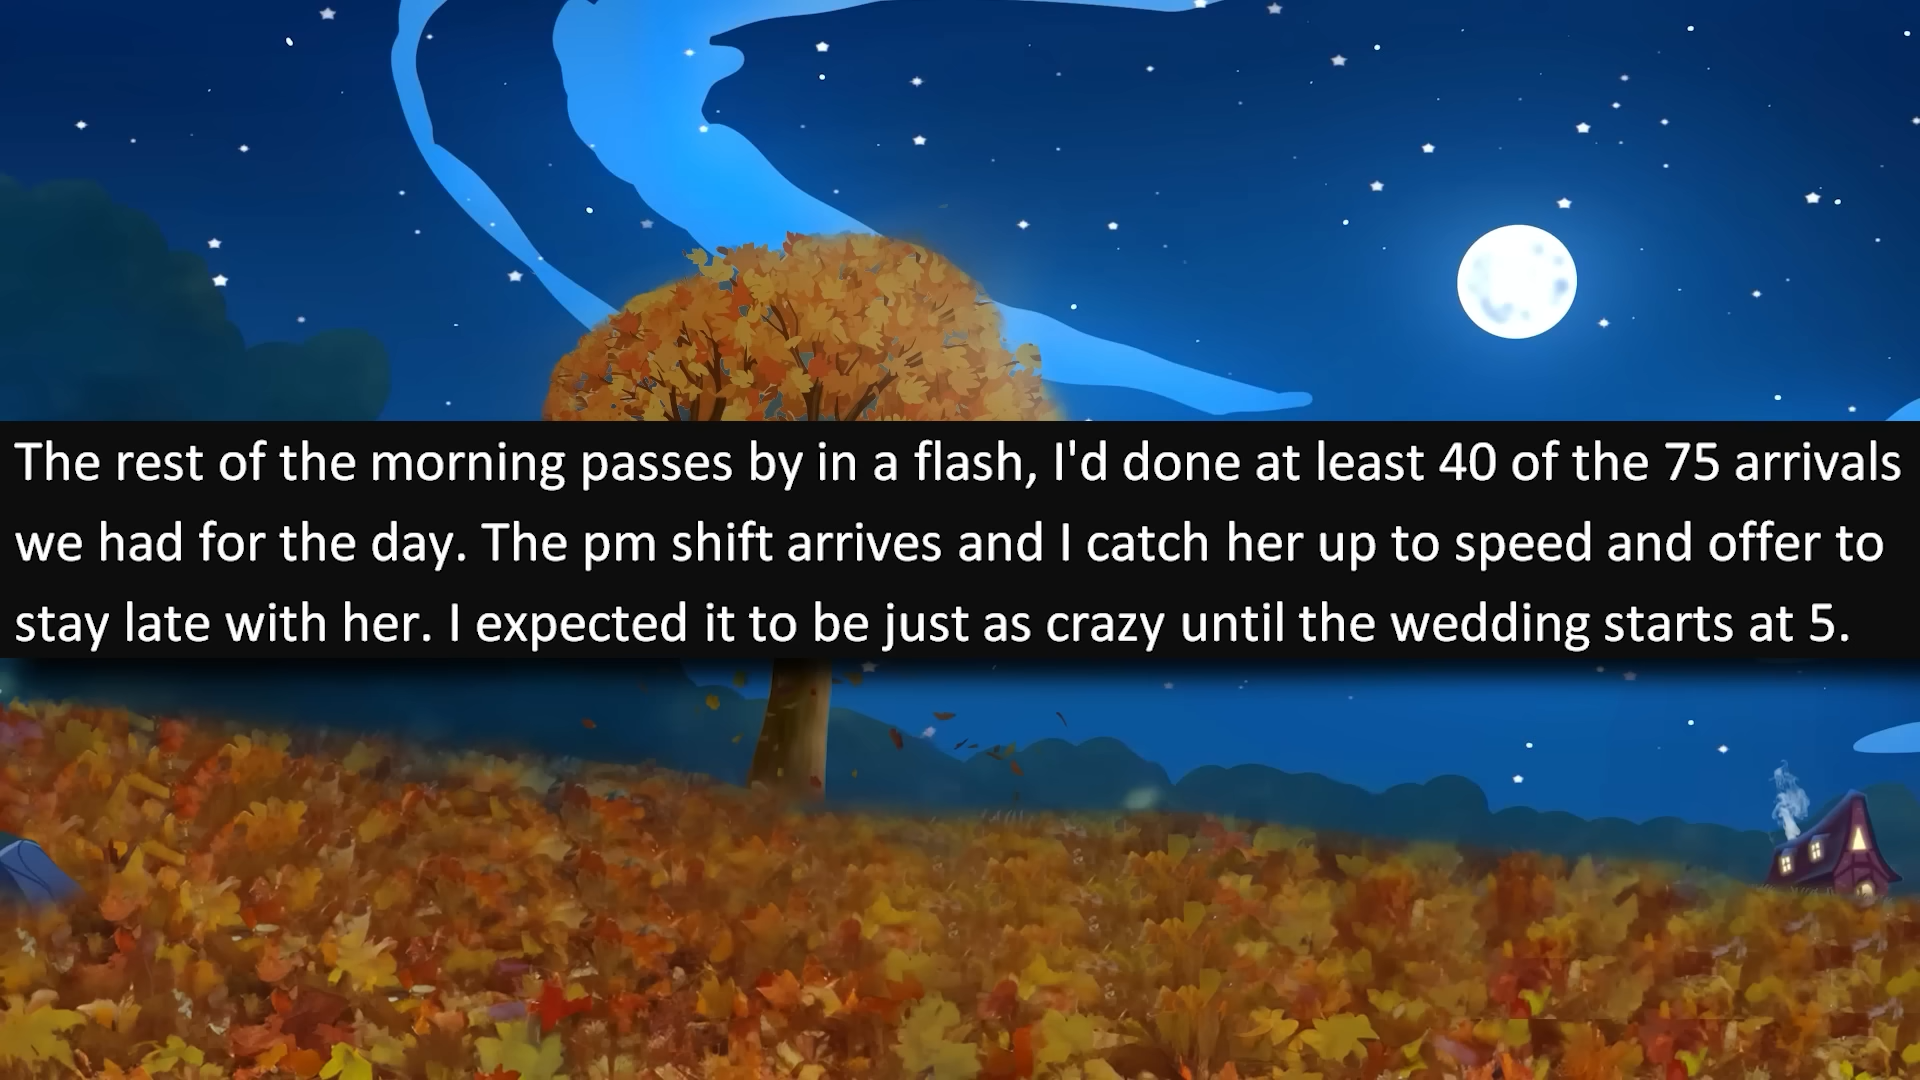 The rest of the morning passes by in a flash, I'd done at least 40 of the 75 arrivals
we had for the day. The pm shift arrives and I catch her up to speed and offer to
stay late with her. I expected it to be just as crazy until the wedding starts at 5.